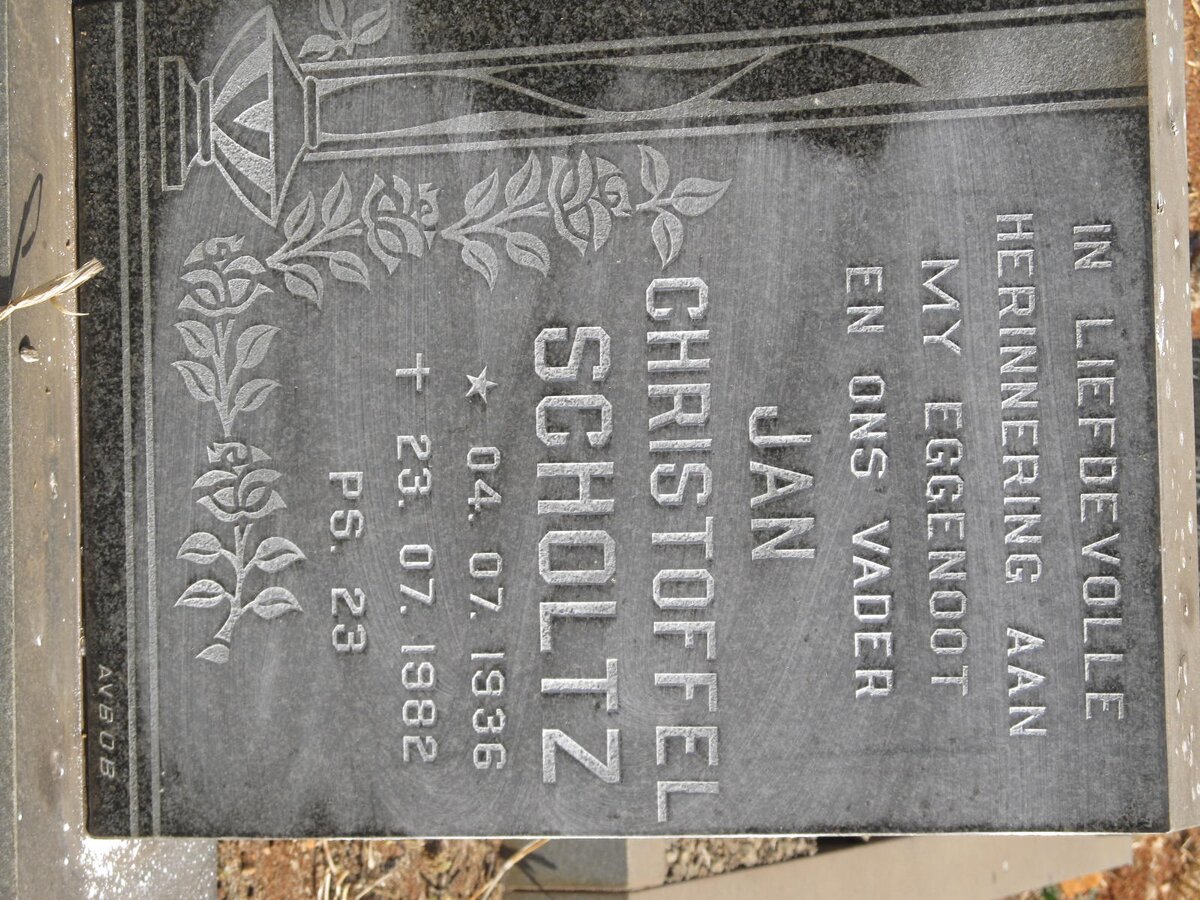 IN LIEFDEVOLLE
HERINNERING AAN
MY EGGENOOT
EN ONS VADER
JAN
CHRISTOFFEL
SCHOLTZ
★ 04. 07. 1936
✝ 23. 07. 1982
PS. 23
AVBOB